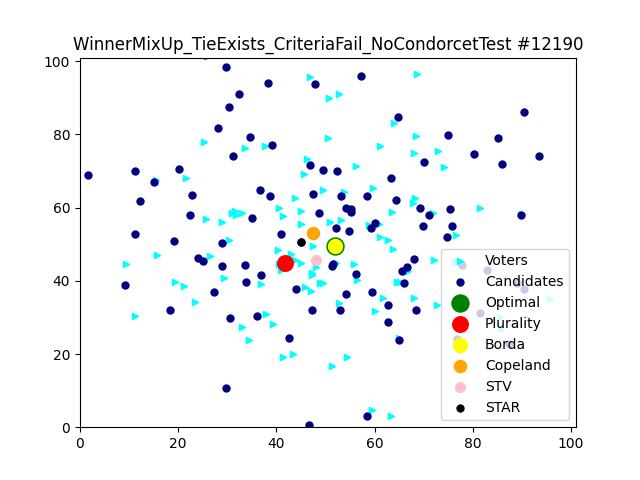 WinnerMixUp_TieExists_CriteriaFail_NoCondorcetTest #12190
100
80
60
40
20
0
0 20 40 60 80 100
Voters
Candidates
Optimal
Plurality
Borda
Copeland
STV
STAR